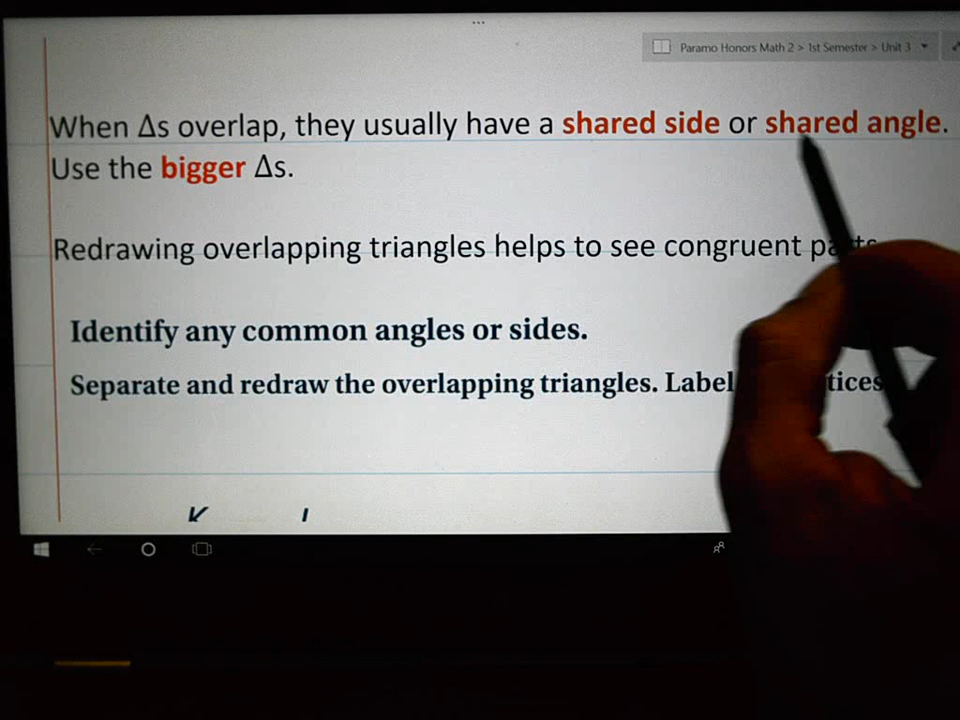 Paramo Honors Math 2 > 1st Semester > Unit 3
When Δs overlap, they usually have a shared side or shared angle.
Use the bigger Δs.
Redrawing overlapping triangles helps to see congruent
Identify any common angles or sides.
Separate and redraw the overlapping triangles. Label
K